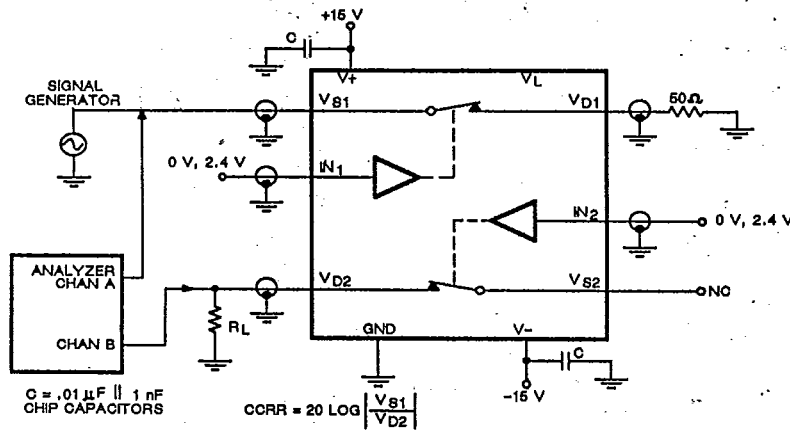 +15 V
C
V+
VL
SIGNAL
GENERATOR
VS1
VD1
50Ω
0 V, 2.4 V
IN1
IN2
0 V, 2.4 V
ANALYZER
CHAN A
VD2
VS2
NC
CHAN B
RL
GND
V-
C
-15 V
C = .01 µF || 1 nF
CHIP CAPACITORS
CCRR = 20 LOG |VS1/VD2|